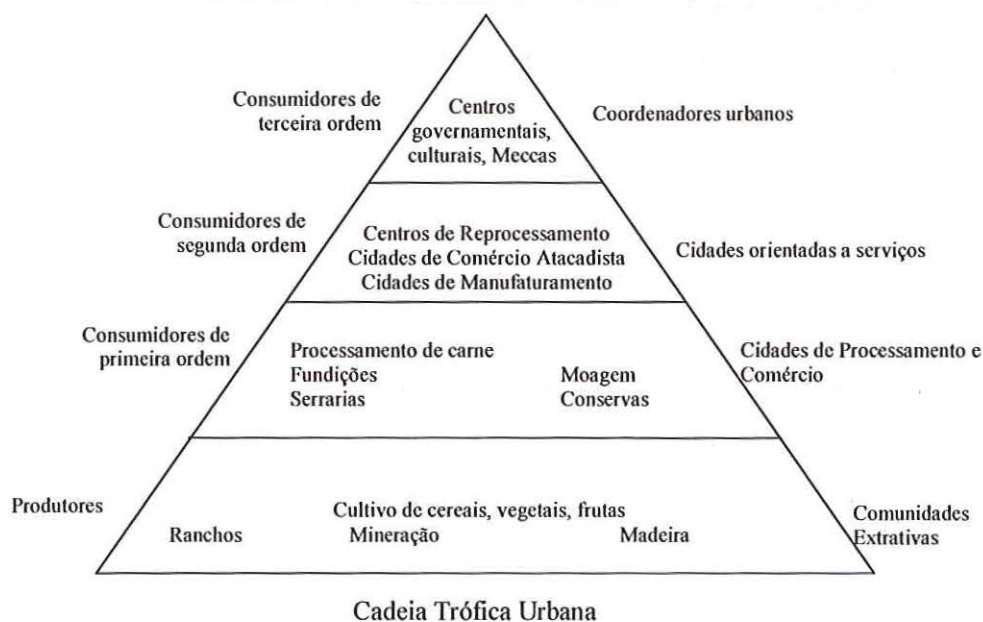 Consumidores de
terceira ordem
Centros
governamentais,
culturais, Meccas
Coordenadores urbanos
Consumidores de
segunda ordem
Centros de Reprocessamento
Cidades de Comércio Atacadista
Cidades de Manufaturamento
Cidades orientadas a serviços
Consumidores de
primeira ordem
Processamento de carne
Fundições
Serrarias
Moagem
Conservas
Cidades de Processamento e
Comércio
Produtores
Cultivo de cereais, vegetais, frutas
Ranchos
Mineração
Madeira
Comunidades
Extrativas
Cadeia Trófica Urbana